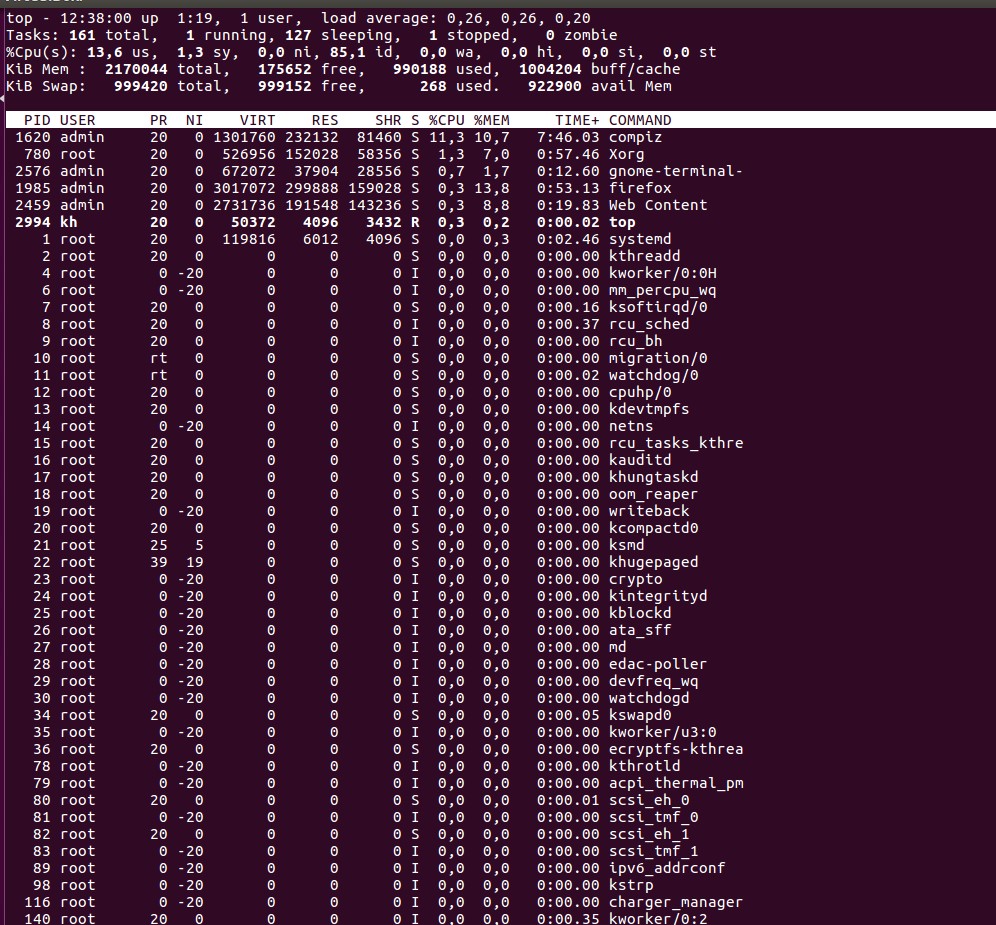 top - 12:38:00 up  1:19,  1 user,  load average: 0,26, 0,26, 0,20
Tasks: 161 total,   1 running, 127 sleeping,   1 stopped,   0 zombie
%Cpu(s): 13,6 us,  1,3 sy,  0,0 ni, 85,1 id,  0,0 wa,  0,0 hi,  0,0 si,  0,0 st
KiB Mem :  2170044 total,   175652 free,   990188 used,  1004204 buff/cache
KiB Swap:   999420 total,   999152 free,      268 used.   922900 avail Mem
PID USER      PR  NI    VIRT    RES    SHR S %CPU %MEM     TIME+ COMMAND
1620 admin     20   0 1301760 232132  81460 S 11,3 10,7   7:46.03 compiz
780 root      20   0  526956 152028  58356 S  1,3  7,0   0:57.46 Xorg
2576 admin     20   0  672072  37904  28556 S  0,7  1,7   0:12.60 gnome-terminal-
1985 admin     20   0 3017072 299888 159028 S  0,3 13,8   0:53.13 firefox
2459 admin     20   0 2731736 191548 143236 S  0,3  8,8   0:19.83 Web Content
2994 kh        20   0   50372   4096   3432 R  0,3  0,2   0:00.02 top
1 root      20   0  119816   6012   4096 S  0,0  0,3   0:02.46 systemd
2 root      20   0       0      0      0 S  0,0  0,0   0:00.00 kthreadd
4 root       0 -20       0      0      0 I  0,0  0,0   0:00.00 kworker/0:0H
6 root       0 -20       0      0      0 I  0,0  0,0   0:00.00 mm_percpu_wq
7 root      20   0       0      0      0 S  0,0  0,0   0:00.16 ksoftirqd/0
8 root      20   0       0      0      0 I  0,0  0,0   0:00.37 rcu_sched
9 root      20   0       0      0      0 I  0,0  0,0   0:00.00 rcu_bh
10 root      rt   0       0      0      0 S  0,0  0,0   0:00.00 migration/0
11 root      rt   0       0      0      0 S  0,0  0,0   0:00.02 watchdog/0
12 root      20   0       0      0      0 S  0,0  0,0   0:00.00 cpuhp/0
13 root      20   0       0      0      0 S  0,0  0,0   0:00.00 kdevtmpfs
14 root       0 -20       0      0      0 I  0,0  0,0   0:00.00 netns
15 root      20   0       0      0      0 S  0,0  0,0   0:00.00 rcu_tasks_kthre
16 root      20   0       0      0      0 S  0,0  0,0   0:00.00 kauditd
17 root      20   0       0      0      0 S  0,0  0,0   0:00.00 khungtaskd
18 root      20   0       0      0      0 S  0,0  0,0   0:00.00 oom_reaper
19 root       0 -20       0      0      0 I  0,0  0,0   0:00.00 writeback
20 root      20   0       0      0      0 S  0,0  0,0   0:00.00 kcompactd0
21 root      25   5       0      0      0 S  0,0  0,0   0:00.00 ksmd
22 root      39  19       0      0      0 S  0,0  0,0   0:00.00 khugepaged
23 root       0 -20       0      0      0 I  0,0  0,0   0:00.00 crypto
24 root       0 -20       0      0      0 I  0,0  0,0   0:00.00 kintegrityd
25 root       0 -20       0      0      0 I  0,0  0,0   0:00.00 kblockd
26 root       0 -20       0      0      0 I  0,0  0,0   0:00.00 ata_sff
27 root       0 -20       0      0      0 I  0,0  0,0   0:00.00 md
28 root       0 -20       0      0      0 I  0,0  0,0   0:00.00 edac-poller
29 root       0 -20       0      0      0 I  0,0  0,0   0:00.00 devfreq_wq
30 root       0 -20       0      0      0 I  0,0  0,0   0:00.00 watchdogd
34 root      20   0       0      0      0 S  0,0  0,0   0:00.05 kswapd0
35 root       0 -20       0      0      0 I  0,0  0,0   0:00.00 kworker/u3:0
36 root      20   0       0      0      0 S  0,0  0,0   0:00.00 ecryptfs-kthrea
78 root       0 -20       0      0      0 I  0,0  0,0   0:00.00 kthrotld
79 root       0 -20       0      0      0 I  0,0  0,0   0:00.00 acpi_thermal_pm
80 root      20   0       0      0      0 S  0,0  0,0   0:00.01 scsi_eh_0
81 root       0 -20       0      0      0 I  0,0  0,0   0:00.00 scsi_tmf_0
82 root      20   0       0      0      0 S  0,0  0,0   0:00.00 scsi_eh_1
83 root       0 -20       0      0      0 I  0,0  0,0   0:00.00 scsi_tmf_1
89 root       0 -20       0      0      0 I  0,0  0,0   0:00.00 ipv6_addrconf
98 root       0 -20       0      0      0 I  0,0  0,0   0:00.00 kstrp
116 root       0 -20       0      0      0 I  0,0  0,0   0:00.00 charger_manager
140 root      20   0       0      0      0 I  0,0  0,0   0:00.35 kworker/0:2